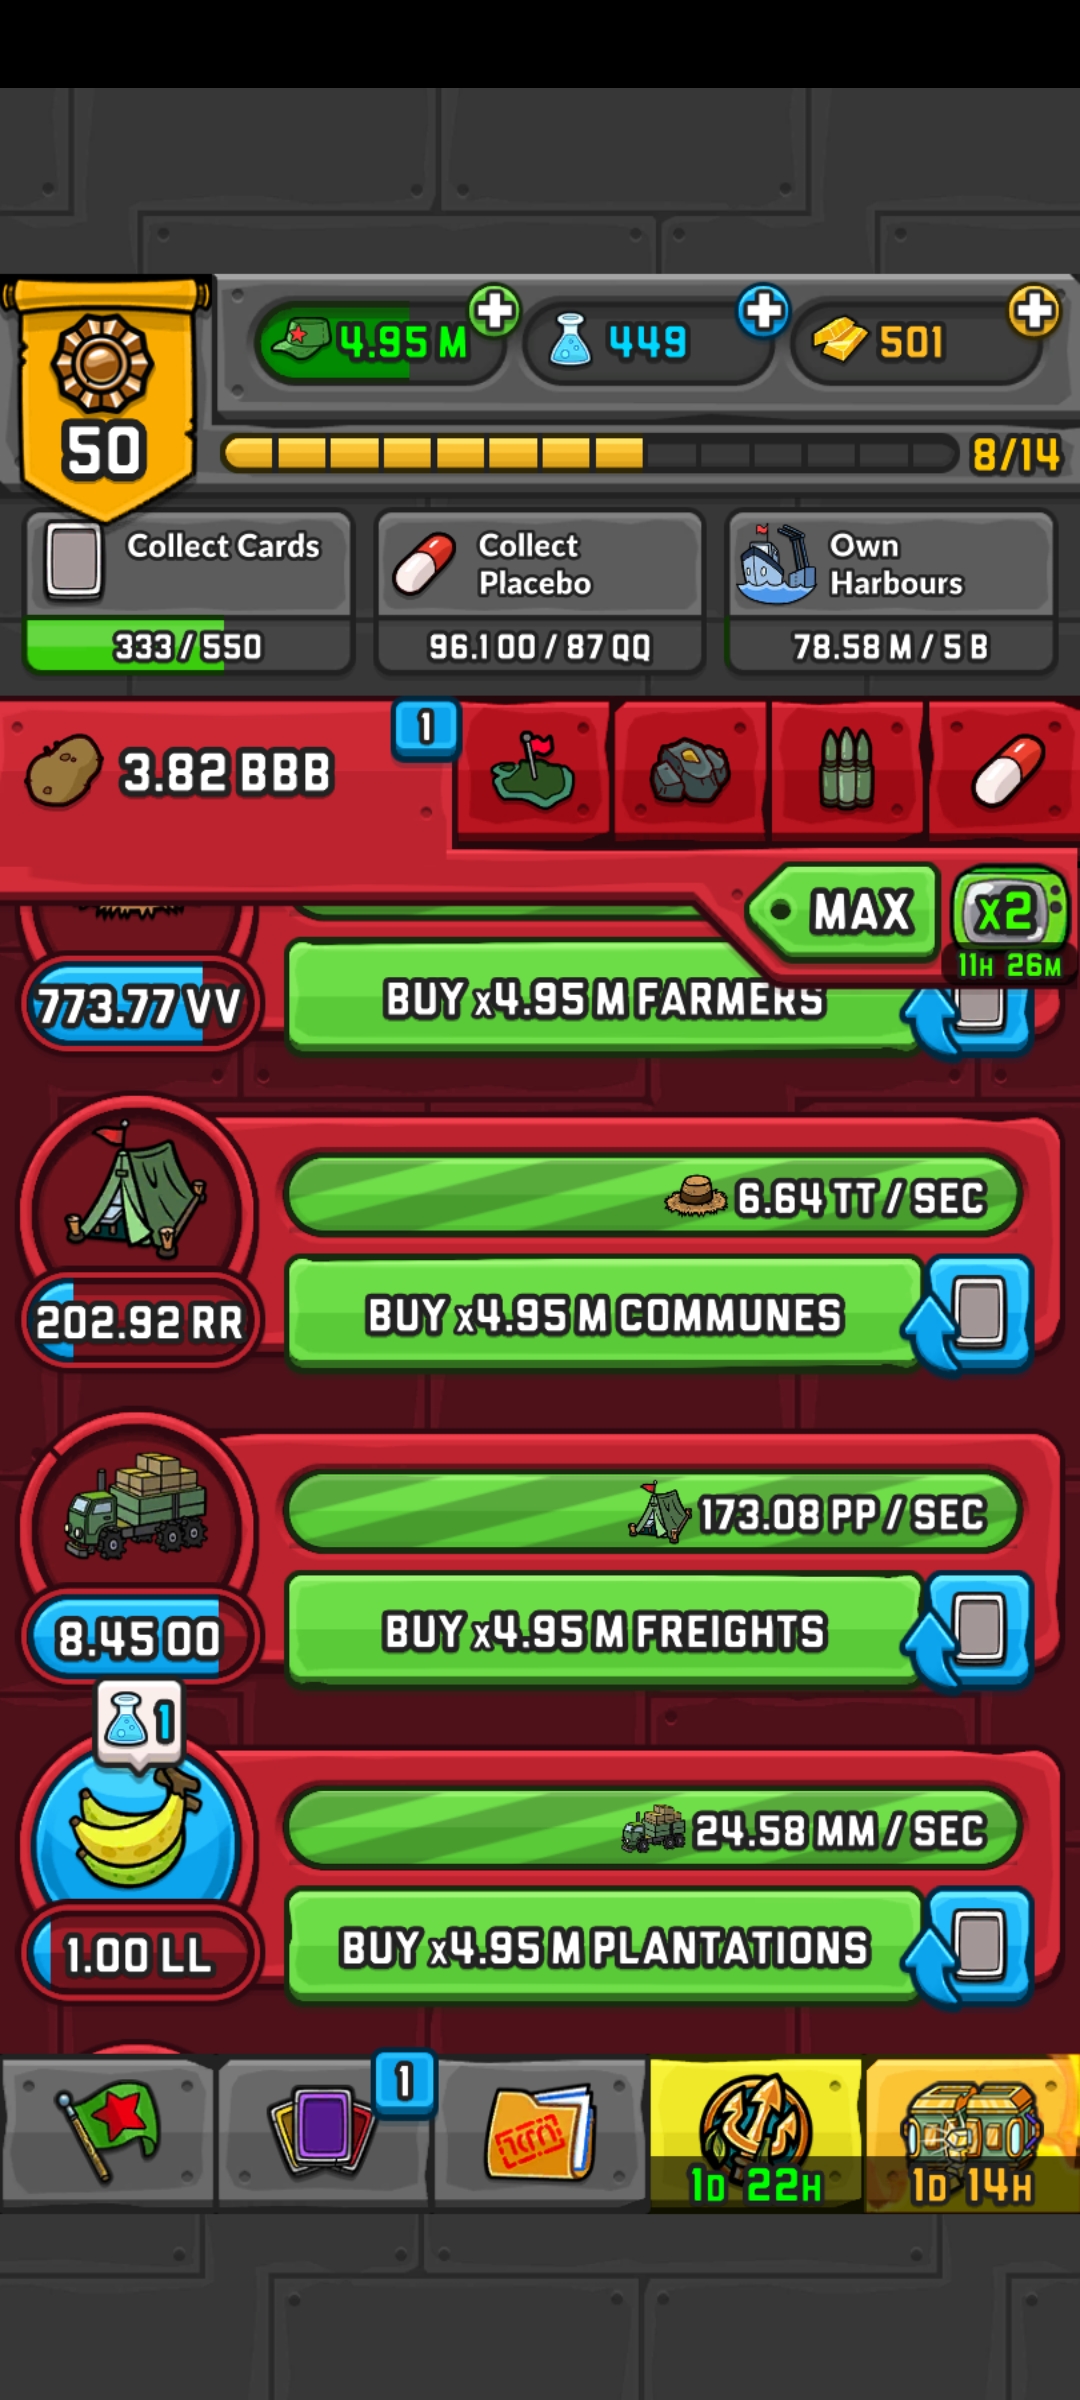 4.95 M
449
501
50
8/14
Collect Cards
333/550
Collect
Placebo
96.1 OO / 87 QQ
Own
Harbours
78.58 M / 5 B
3.82 BBB
1
MAX
x2
11H 26M
773.77 VV
BUY x4.95 M FARMERS
6.64 TT / SEC
202.92 RR
BUY x4.95 M COMMUNES
173.08 PP / SEC
8.45 OO
BUY x4.95 M FREIGHTS
1
24.58 MM / SEC
1.00 LL
BUY x4.95 M PLANTATIONS
1
1D 22H
1D 14H